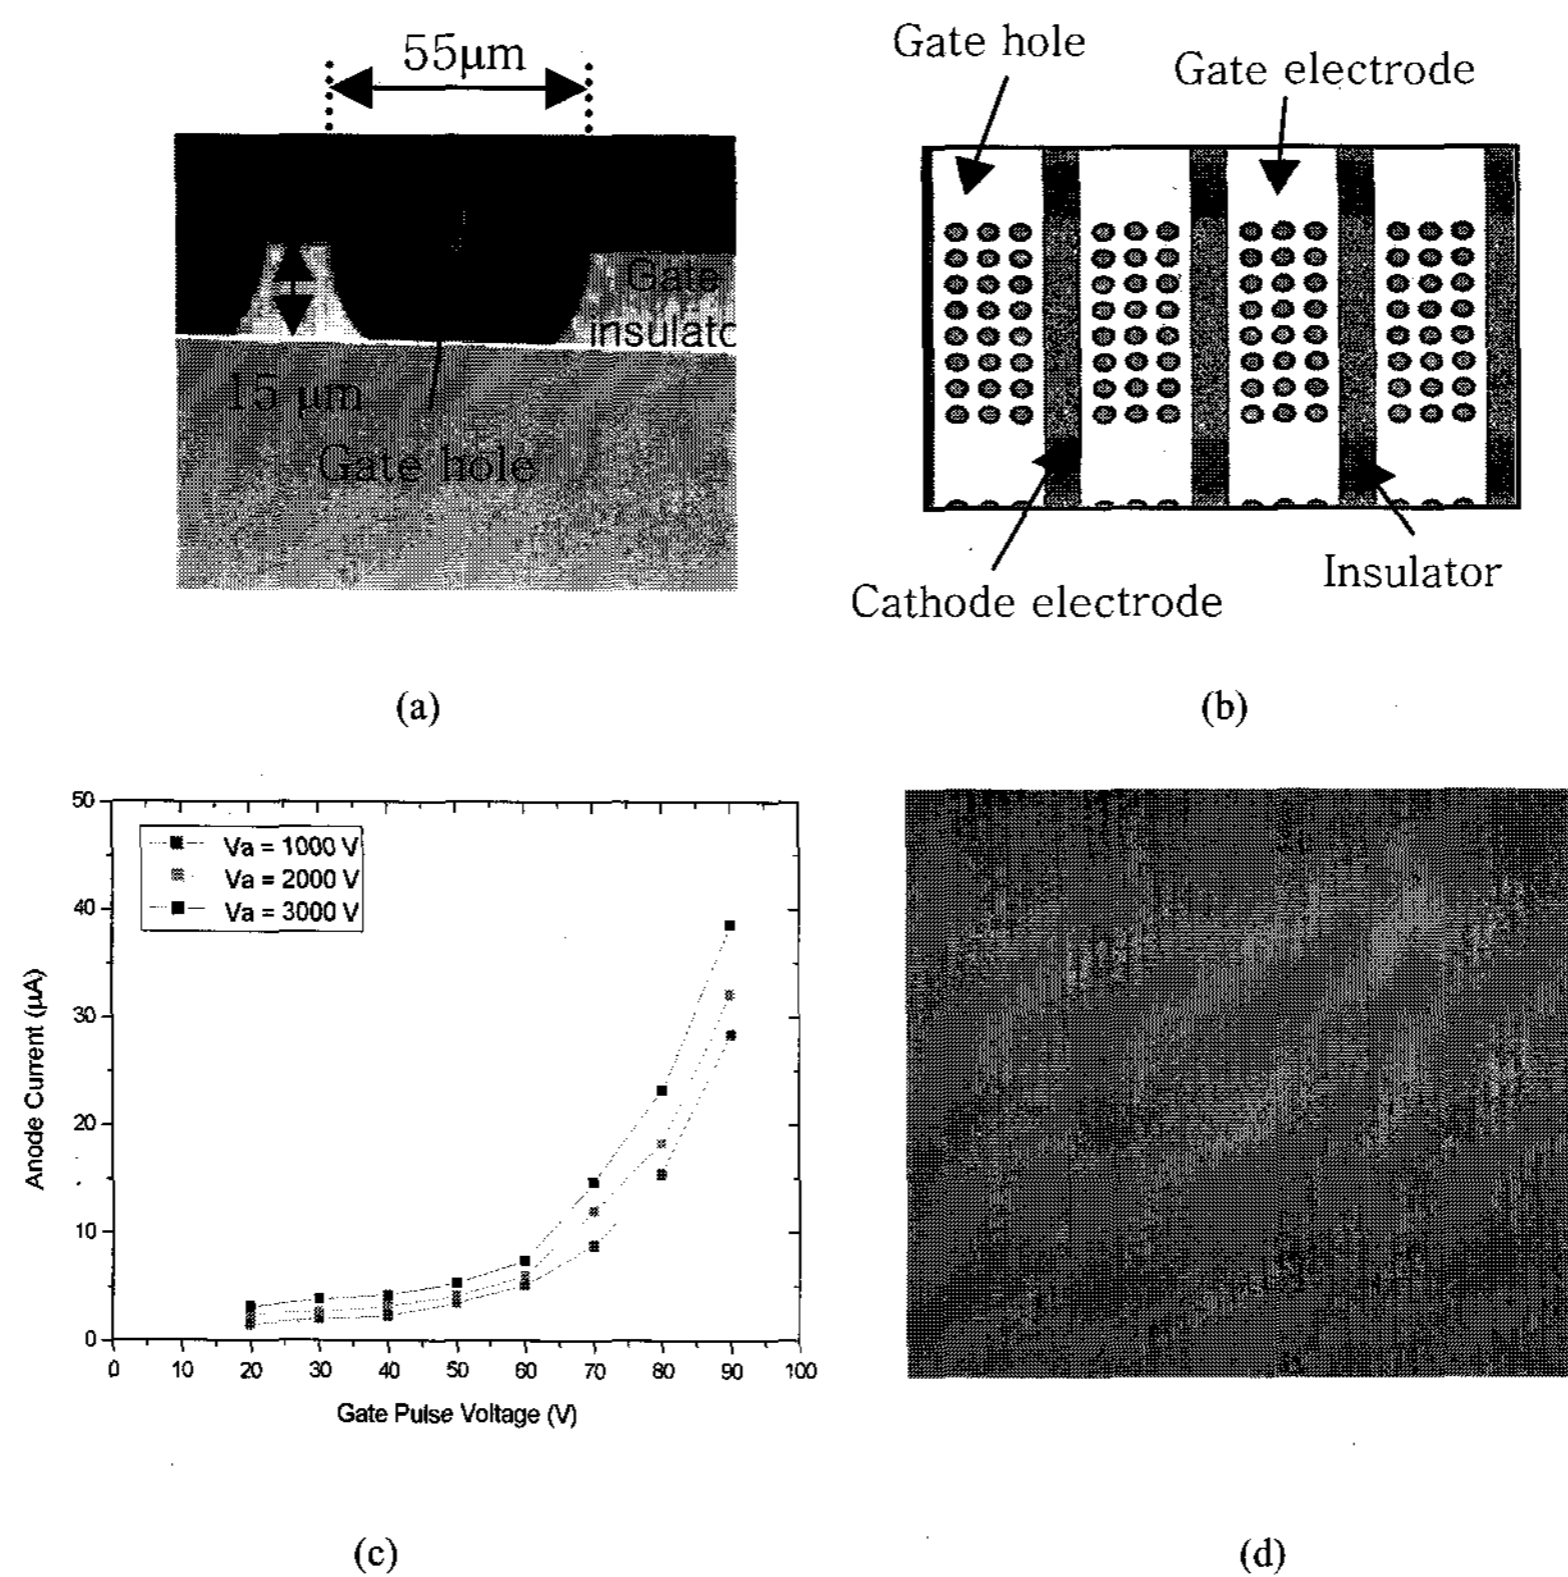 55μm
Gate
insulato
15 μm
Gate hole
(a)
Gate hole
Gate electrode
Cathode electrode
Insulator
(b)
50
40
30
20
10
0
Va = 1000 V
Va = 2000 V
Va = 3000 V
Anode Current (μA)
0 10 20 30 40 50 60 70 80 90 100
Gate Pulse Voltage (V)
(c)
(d)